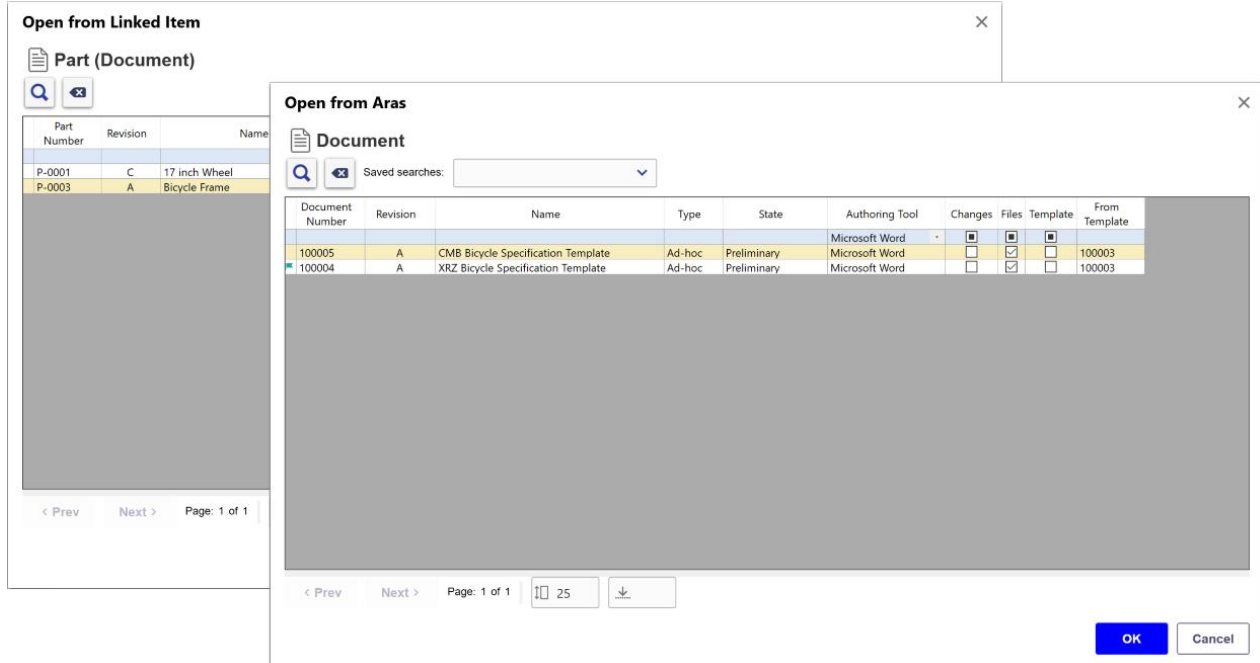 Open from Linked Item
Part (Document)
Part Number Revision Name
P-0001 C 17 inch Wheel
P-0003 A Bicycle Frame
< Prev Next > Page: 1 of 1
Open from Aras
Document
Saved searches:
Document Number Revision Name Type State Authoring Tool Changes Files Template From Template
Microsoft Word
100005 A CMB Bicycle Specification Template Ad-hoc Preliminary Microsoft Word 100003
100004 A XRZ Bicycle Specification Template Ad-hoc Preliminary Microsoft Word 100003
< Prev Next > Page: 1 of 1 25
OK Cancel